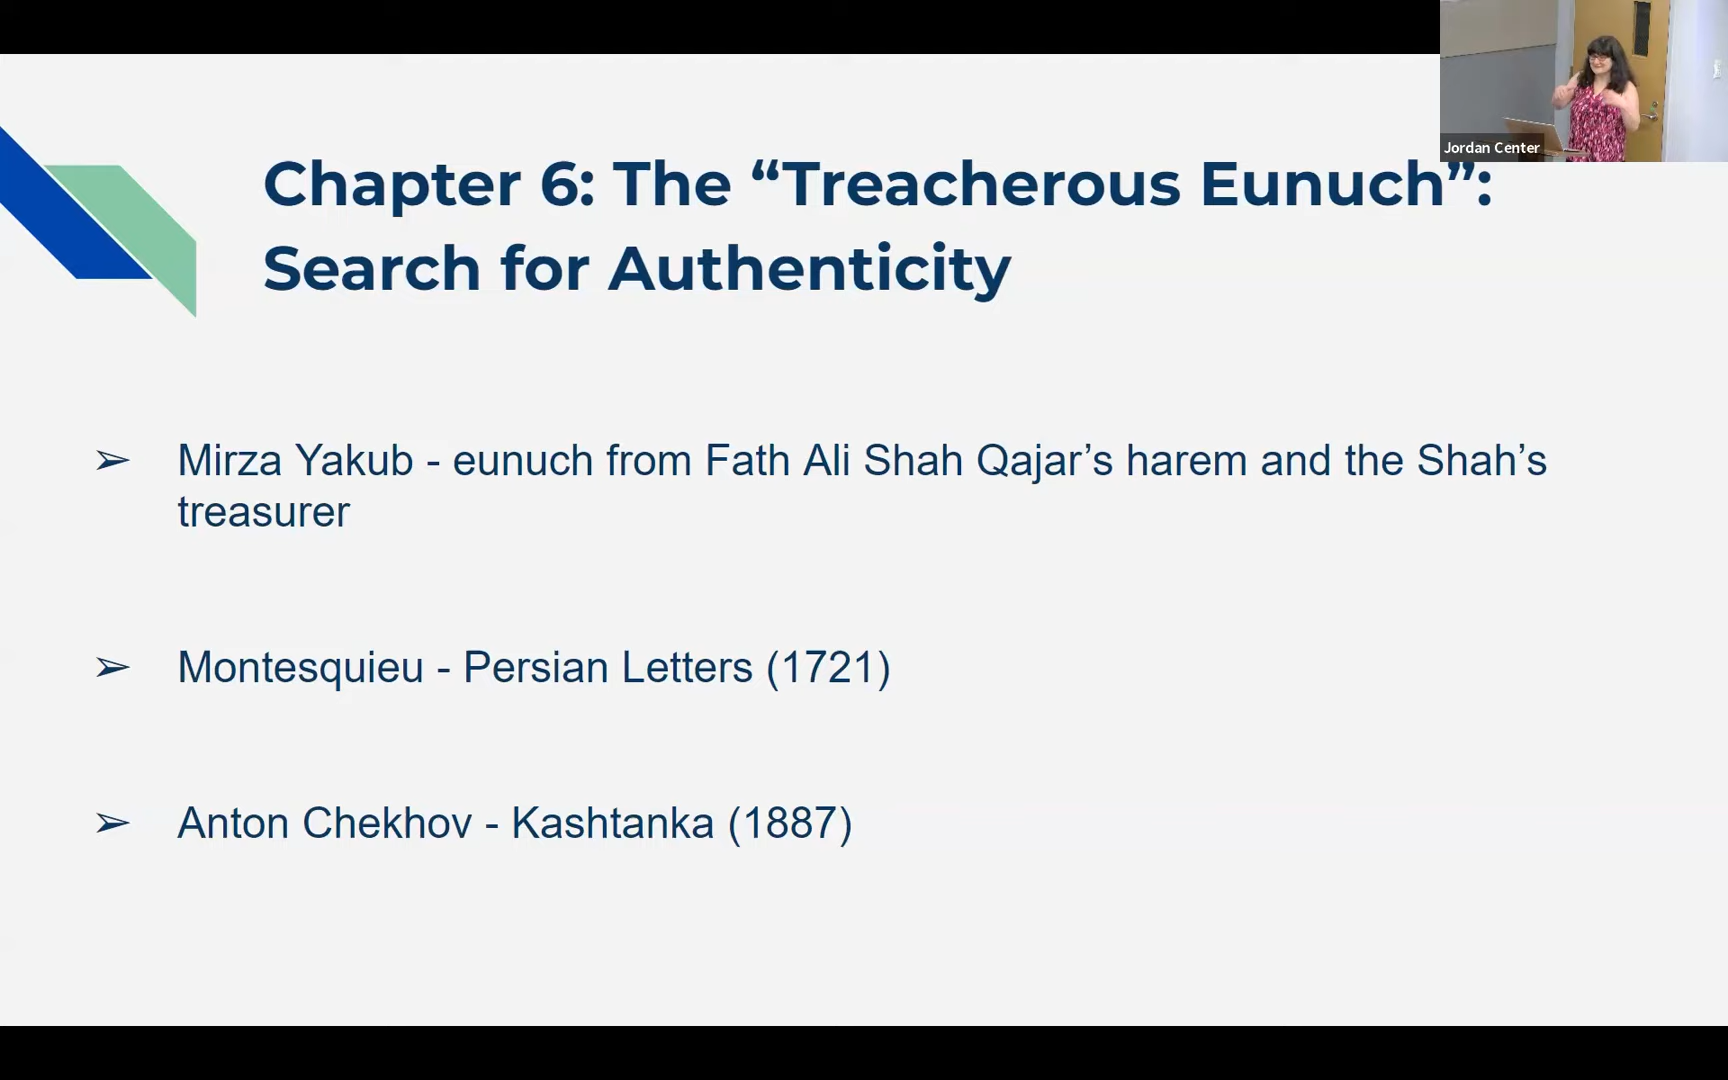 Jordan Center
Chapter 6: The “Treacherous Eunuch”:
Search for Authenticity
➢ Mirza Yakub - eunuch from Fath Ali Shah Qajar’s harem and the Shah’s
treasurer
➢ Montesquieu - Persian Letters (1721)
➢ Anton Chekhov - Kashtanka (1887)